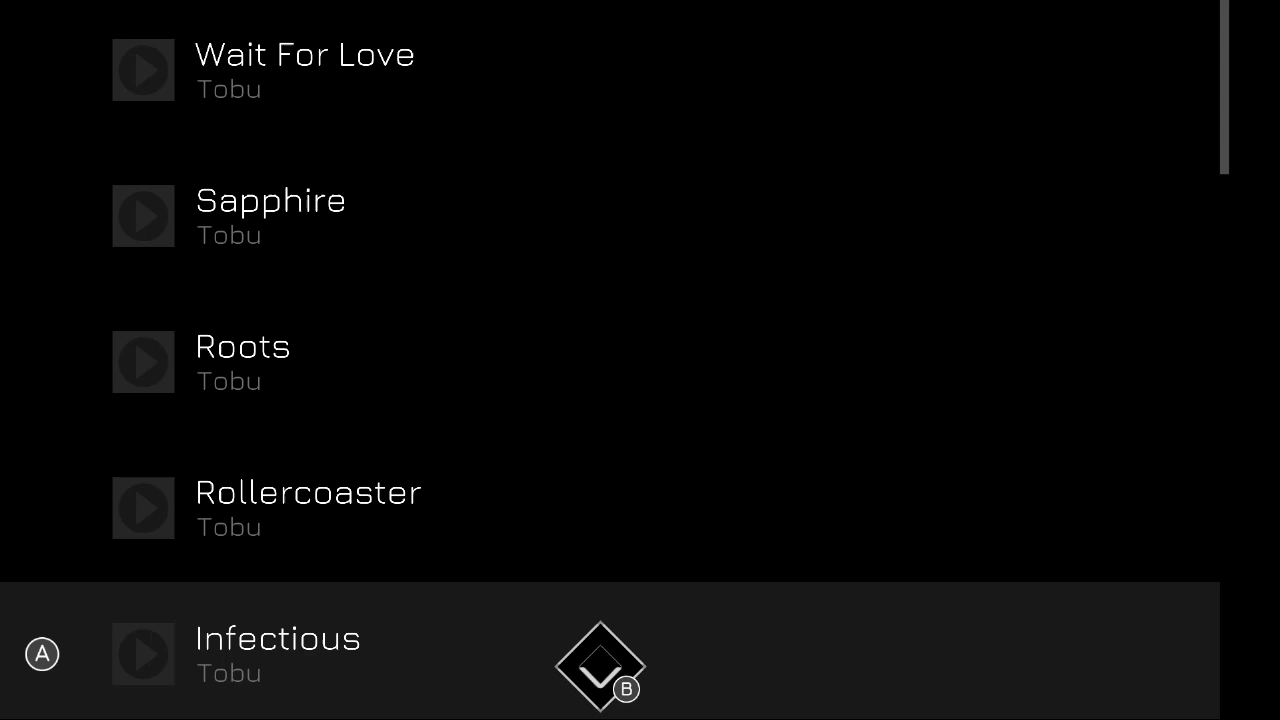 Wait For Love
Tobu
Sapphire
Tobu
Roots
Tobu
Rollercoaster
Tobu
A
Infectious
Tobu
B